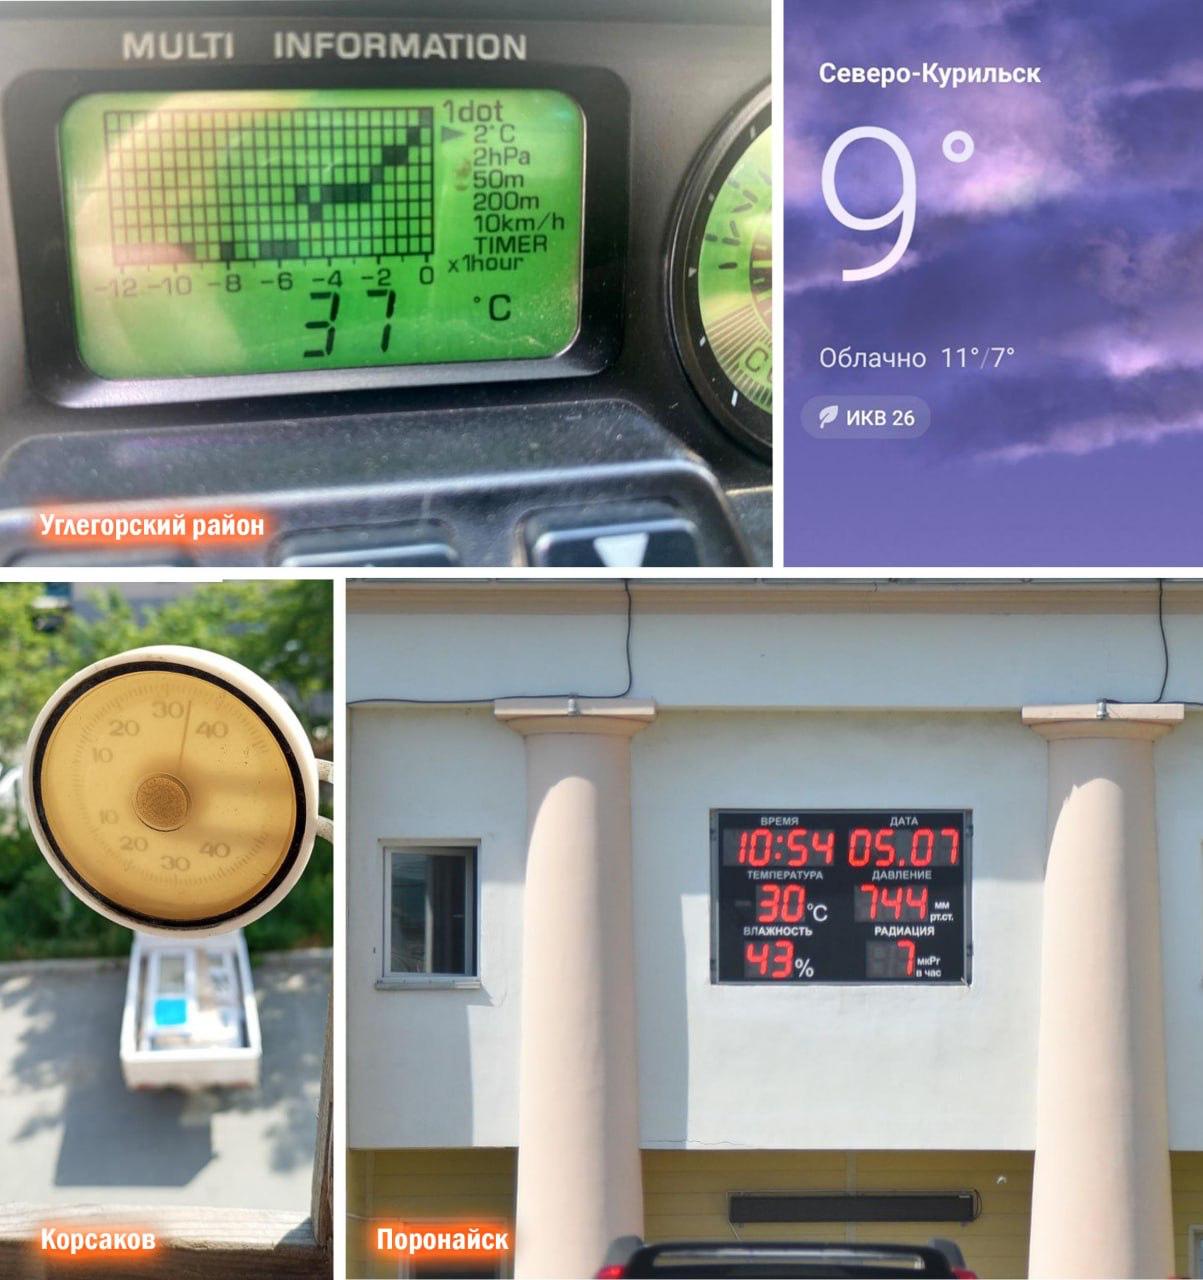 MULTI INFORMATION
1dot
2°C
2hPa
50m
200m
10km/h
TIMER
x1hour
-12 -10 -8 -6 -4 -2 0
37 °C
Углегорский район
Северо-Курильск
9°
Облачно 11°/7°
ИКВ 26
30
20 40
10
10
20 40
30
Корсаков
ВРЕМЯ ДАТА
10:54 05.07
ТЕМПЕРАТУРА ДАВЛЕНИЕ
30°C 744 мм рт.ст.
ВЛАЖНОСТЬ РАДИАЦИЯ
43% 7 мкРг в час
Поронайск